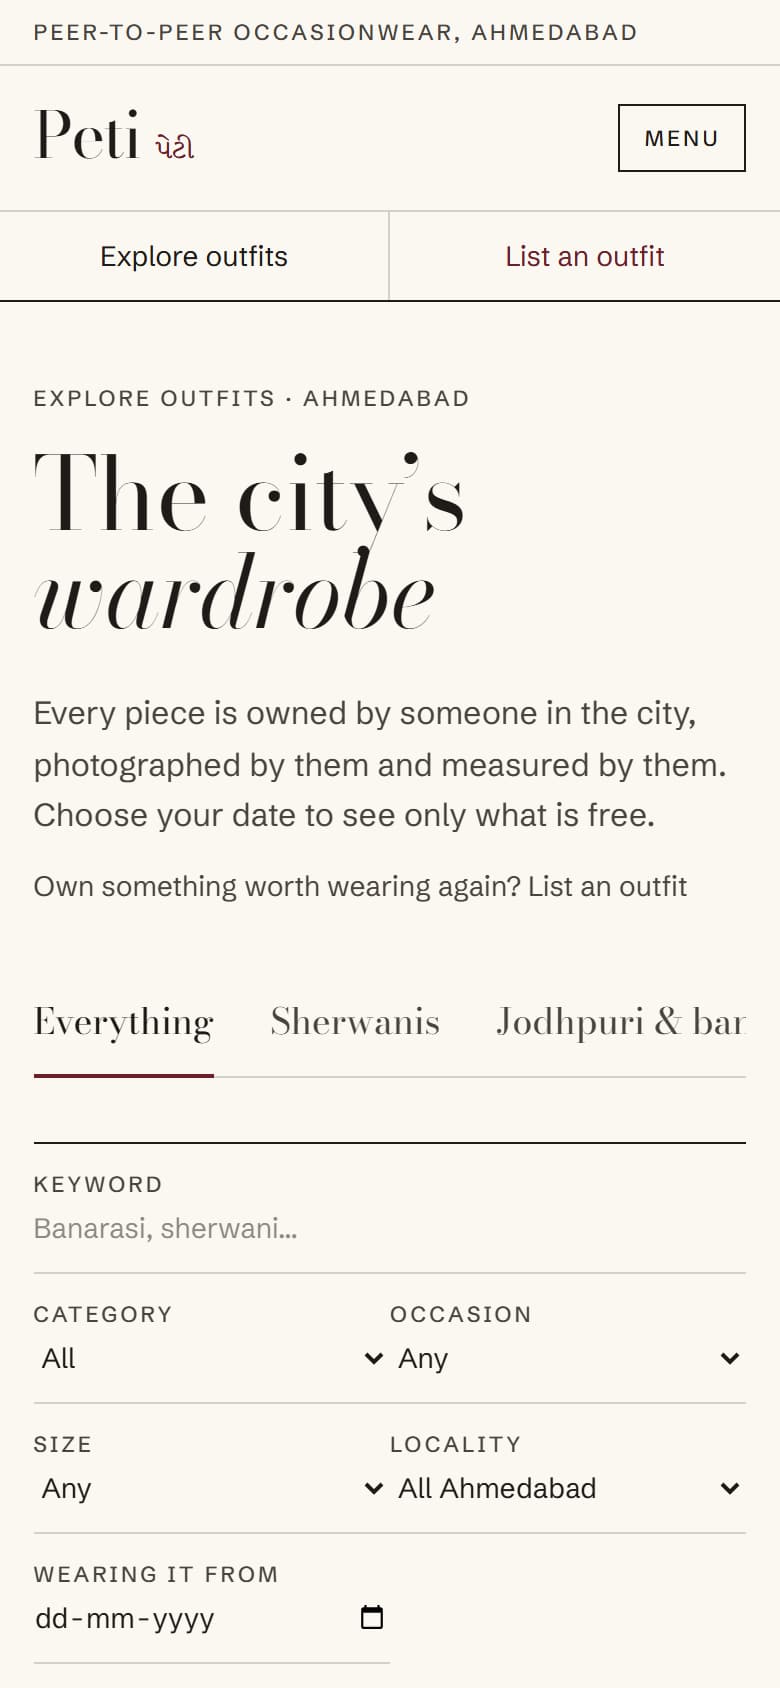 PEER-TO-PEER OCCASIONWEAR, AHMEDABAD
Peti પેટી
MENU
Explore outfits
List an outfit
EXPLORE OUTFITS · AHMEDABAD
The city’s
wardrobe
Every piece is owned by someone in the city,
photographed by them and measured by them.
Choose your date to see only what is free.
Own something worth wearing again? List an outfit
Everything Sherwanis Jodhpuri & ban
KEYWORD
Banarasi, sherwani…
CATEGORY OCCASION
All Any
SIZE LOCALITY
Any All Ahmedabad
WEARING IT FROM
dd-mm-yyyy